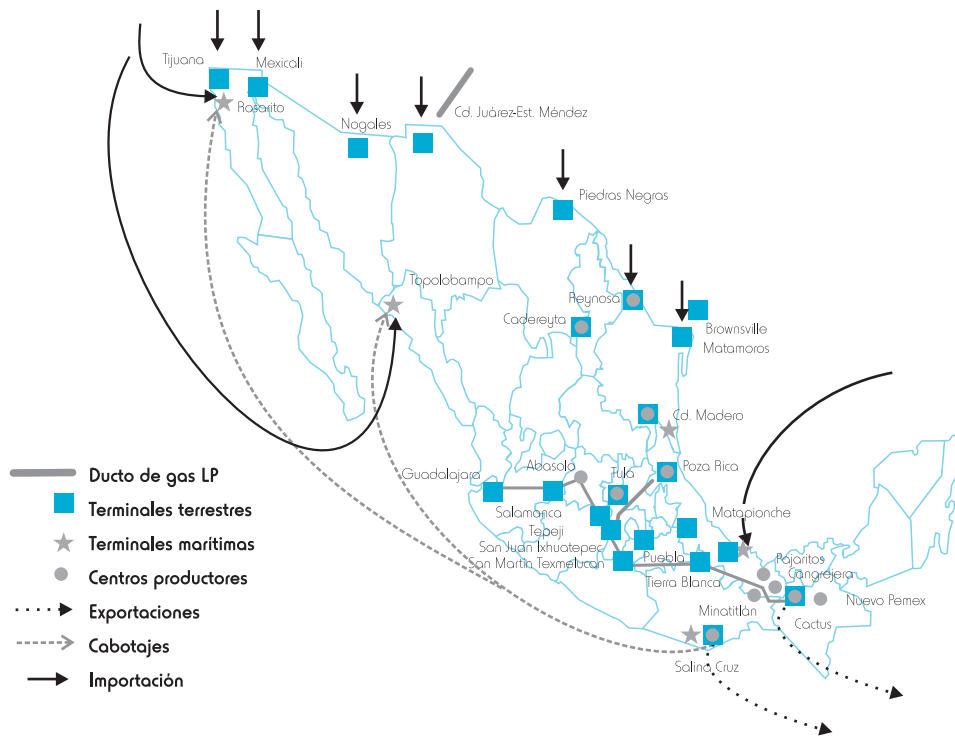 Tijuana
Mexicali
Rosarito
Nogales
Cd. Juárez-Est. Méndez
Piedras Negras
Topolobampo
Reynosa
Cadereyta
Brownsville
Matamoros
Cd. Madero
Guadalajara
Abasolo
Tula
Poza Rica
Salamanca
Matapionche
Tepeji
San Juan Ixhuatepec
San Martín Texmelucan
Puebla
Tierra Blanca
Pajaritos
Cangrejera
Minatitlán
Nuevo Pemex
Cactus
Salina Cruz
Ducto de gas LP
Terminales terrestres
Terminales marítimas
Centros productores
Exportaciones
Cabotajes
Importación